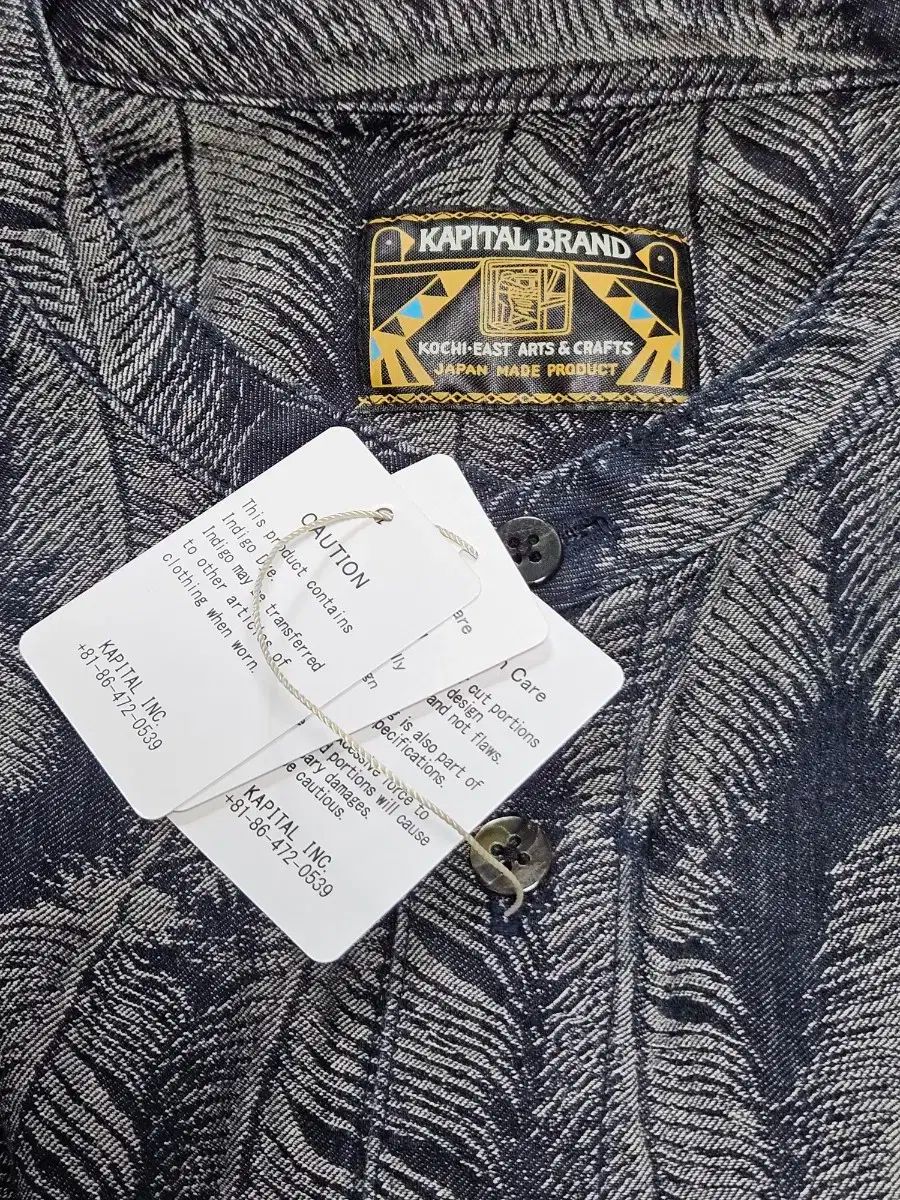 KAPITAL BRAND
KOCHI-EAST ARTS & CRAFTS
JAPAN MADE PRODUCT
CAUTION
This product contains
Indigo Dye.
Indigo may be transferred
to other articles of
clothing when worn.
KAPITAL INC.
+81-86-472-0539
Care
cut portions
design
and not flaws.
is also part of
specifications.
force to
portions will cause
damages.
cautious.
KAPITAL INC.
+81-86-472-0539